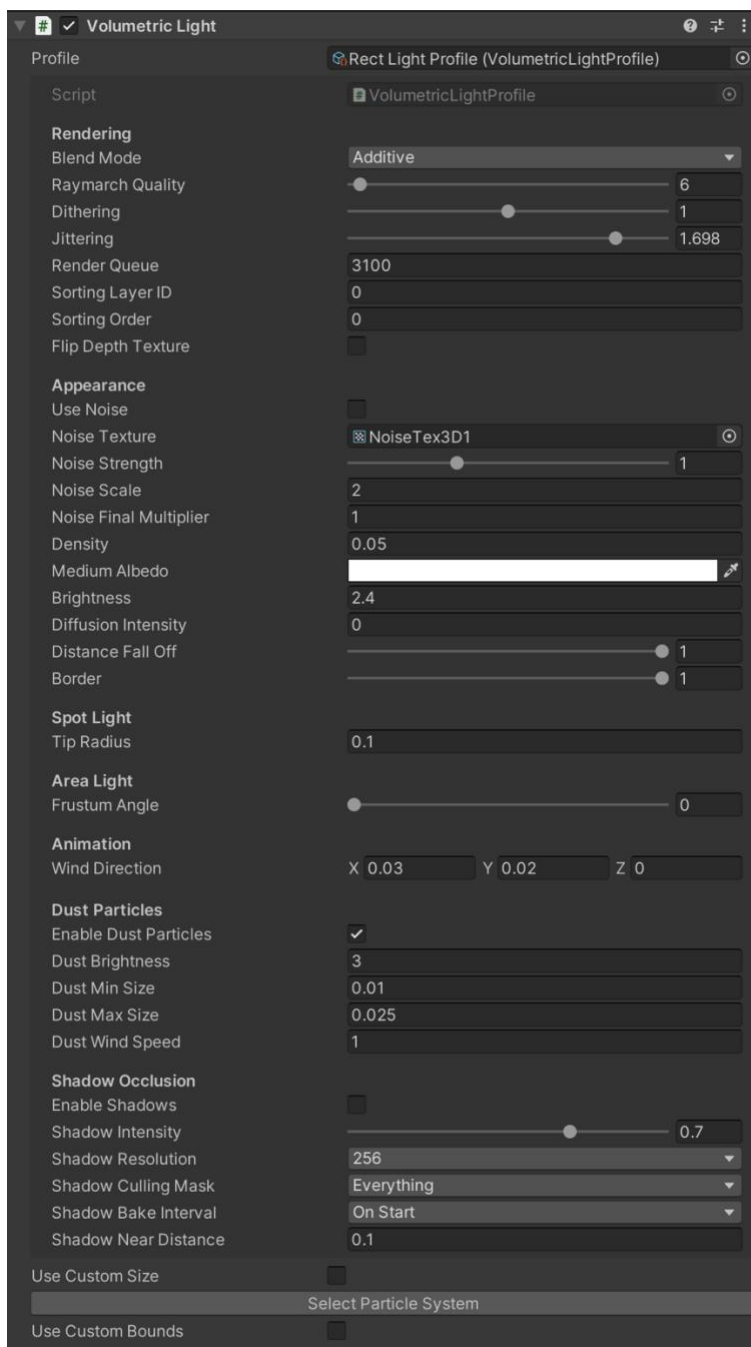 Volumetric Light
Profile Rect Light Profile (VolumetricLightProfile)
Script VolumetricLightProfile
Rendering
Blend Mode Additive
Raymarch Quality 6
Dithering 1
Jittering 1.698
Render Queue 3100
Sorting Layer ID 0
Sorting Order 0
Flip Depth Texture
Appearance
Use Noise
Noise Texture NoiseTex3D1
Noise Strength 1
Noise Scale 2
Noise Final Multiplier 1
Density 0.05
Medium Albedo
Brightness 2.4
Diffusion Intensity 0
Distance Fall Off 1
Border 1
Spot Light
Tip Radius 0.1
Area Light
Frustum Angle 0
Animation
Wind Direction X 0.03 Y 0.02 Z 0
Dust Particles
Enable Dust Particles
Dust Brightness 3
Dust Min Size 0.01
Dust Max Size 0.025
Dust Wind Speed 1
Shadow Occlusion
Enable Shadows
Shadow Intensity 0.7
Shadow Resolution 256
Shadow Culling Mask Everything
Shadow Bake Interval On Start
Shadow Near Distance 0.1
Use Custom Size
Select Particle System
Use Custom Bounds